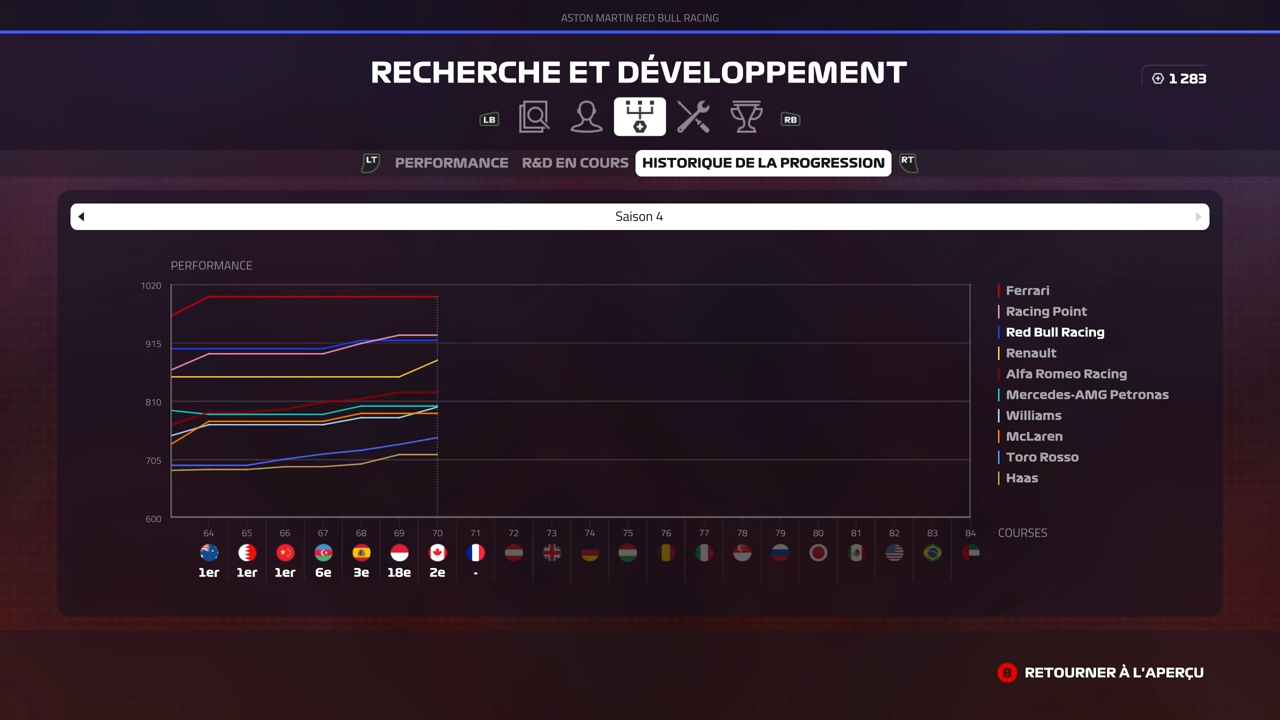 ASTON MARTIN RED BULL RACING
RECHERCHE ET DÉVELOPPEMENT
1 283
LB
RB
LT
PERFORMANCE
R&D EN COURS
HISTORIQUE DE LA PROGRESSION
RT
Saison 4
PERFORMANCE
1020
915
810
705
600
Ferrari
Racing Point
Red Bull Racing
Renault
Alfa Romeo Racing
Mercedes-AMG Petronas
Williams
McLaren
Toro Rosso
Haas
64 65 66 67 68 69 70 71 72 73 74 75 76 77 78 79 80 81 82 83 84
COURSES
1er 1er 1er 6e 3e 18e 2e -
B RETOURNER À L'APERÇU